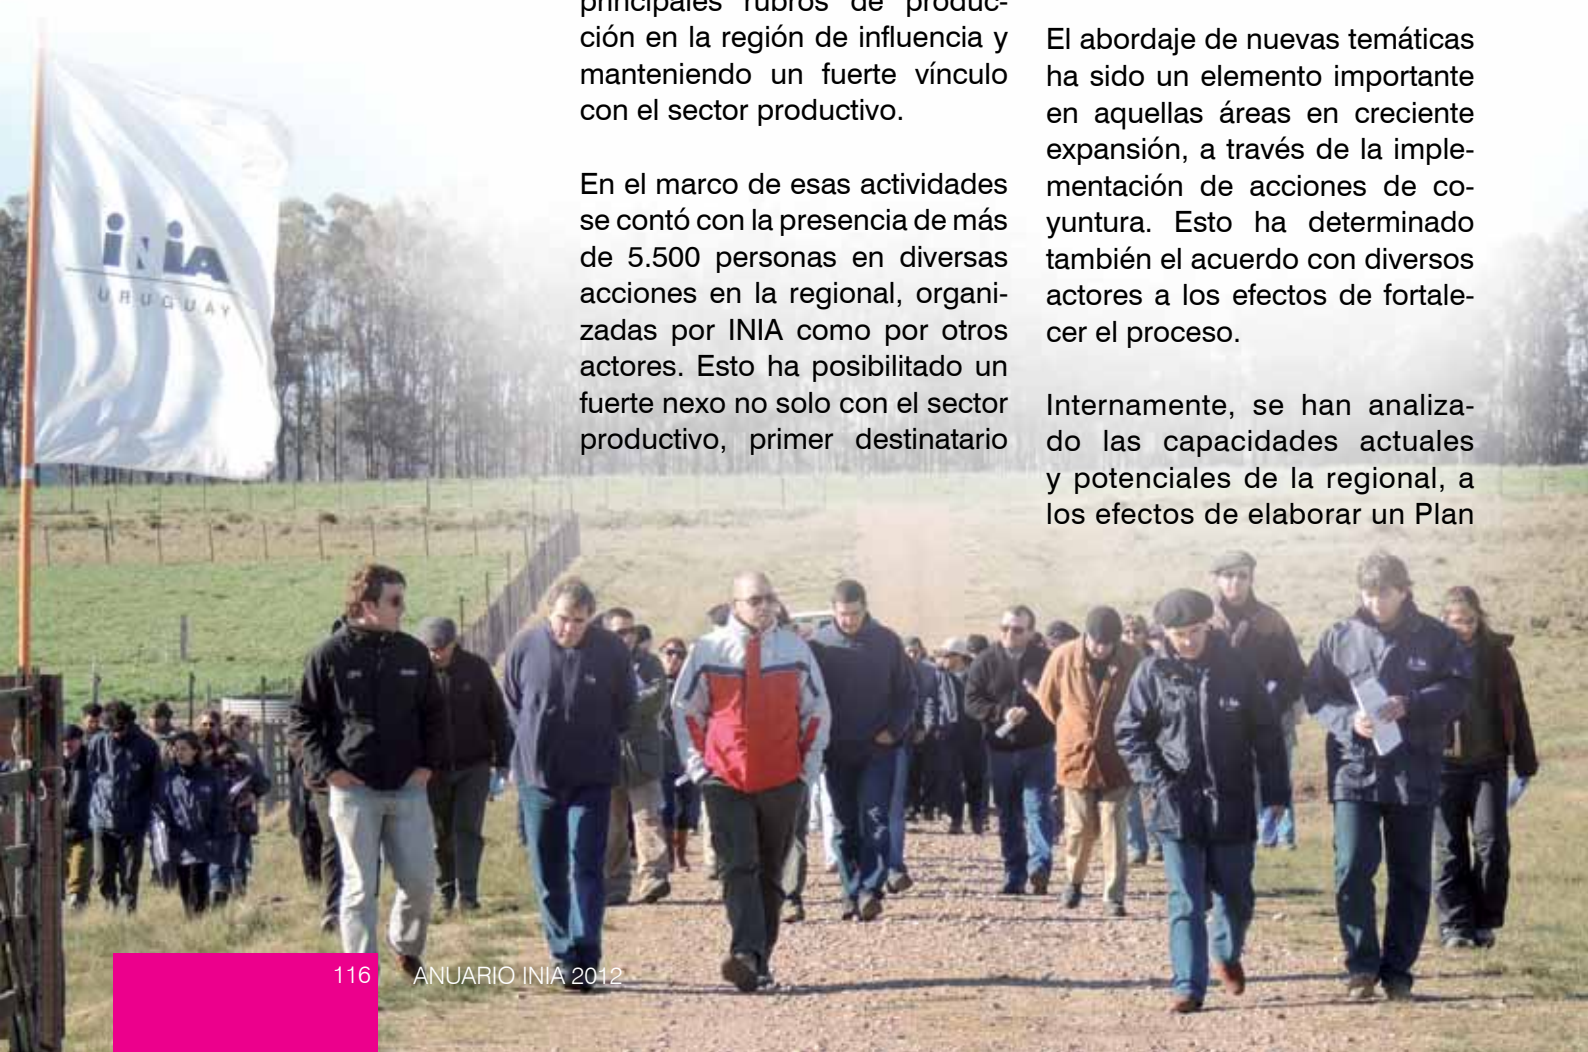 principales rubros de produc-
ción en la región de influencia y
manteniendo un fuerte vínculo
con el sector productivo.
En el marco de esas actividades
se contó con la presencia de más
de 5.500 personas en diversas
acciones en la regional, organi-
zadas por INIA como por otros
actores. Esto ha posibilitado un
fuerte nexo no solo con el sector
productivo, primer destinatario
El abordaje de nuevas temáticas
ha sido un elemento importante
en aquellas áreas en creciente
expansión, a través de la imple-
mentación de acciones de co-
yuntura. Esto ha determinado
también el acuerdo con diversos
actores a los efectos de fortale-
cer el proceso.
Internamente, se han analiza-
do las capacidades actuales
y potenciales de la regional, a
los efectos de elaborar un Plan
iNiA
URUGUAY
116 ANUARIO INIA 2012